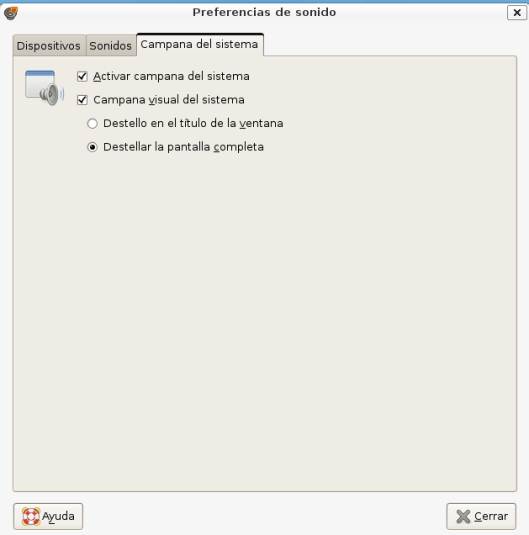 Preferencias de sonido
Dispositivos Sonidos Campana del sistema
Activar campana del sistema
Campana visual del sistema
Destello en el título de la ventana
Destellar la pantalla completa
Ayuda Cerrar